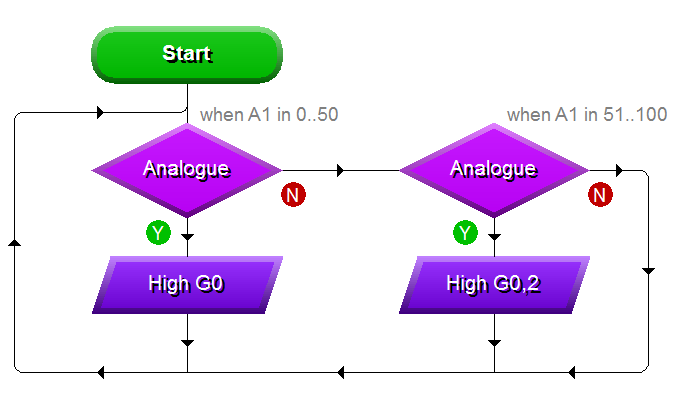 Start
when A1 in 0..50
when A1 in 51..100
Analogue
Analogue
N
N
Y
Y
High G0
High G0,2